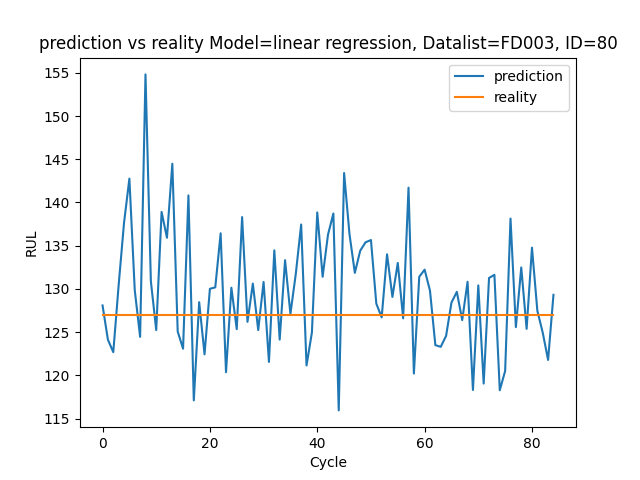 prediction vs reality Model=linear regression, Datalist=FD003, ID=80
prediction
reality
RUL
155
150
145
140
135
130
125
120
115
0
20
40
60
80
Cycle